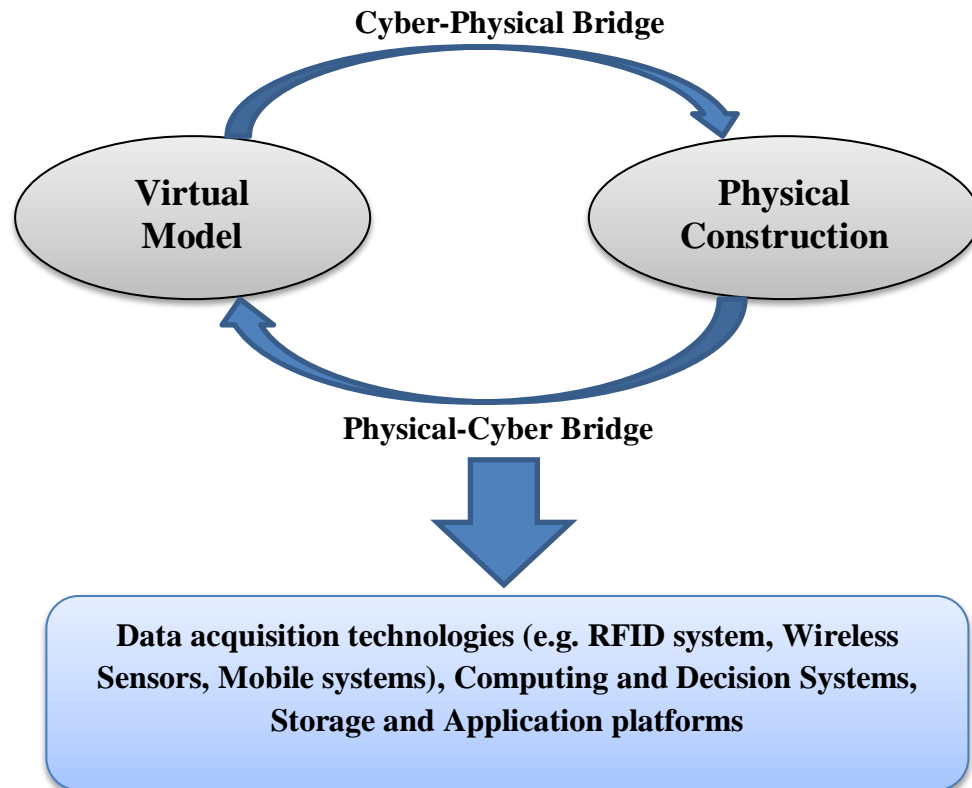 Cyber-Physical Bridge
Virtual
Model
Physical
Construction
Physical-Cyber Bridge
Data acquisition technologies (e.g. RFID system, Wireless
Sensors, Mobile systems), Computing and Decision Systems,
Storage and Application platforms